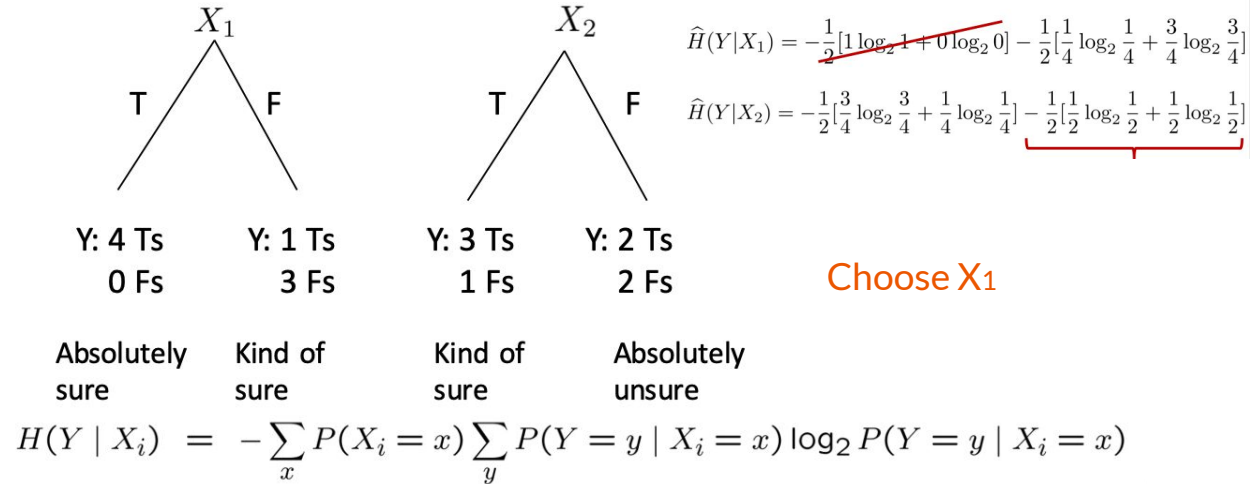 X₁
T F
Y: 4 Ts Y: 1 Ts
0 Fs 3 Fs
Absolutely sure Kind of sure
X₂
T F
Y: 3 Ts Y: 2 Ts
1 Fs 2 Fs
Kind of sure Absolutely unsure
Ĥ(Y|X₁) = −1/2[1 log₂ 1 + 0 log₂ 0] − 1/2[1/4 log₂ 1/4 + 3/4 log₂ 3/4]
Ĥ(Y|X₂) = −1/2[3/4 log₂ 3/4 + 1/4 log₂ 1/4] − 1/2[1/2 log₂ 1/2 + 1/2 log₂ 1/2]
Choose X1
H(Y | Xᵢ) = −∑ₓ P(Xᵢ = x) ∑ᵧ P(Y = y | Xᵢ = x) log₂ P(Y = y | Xᵢ = x)